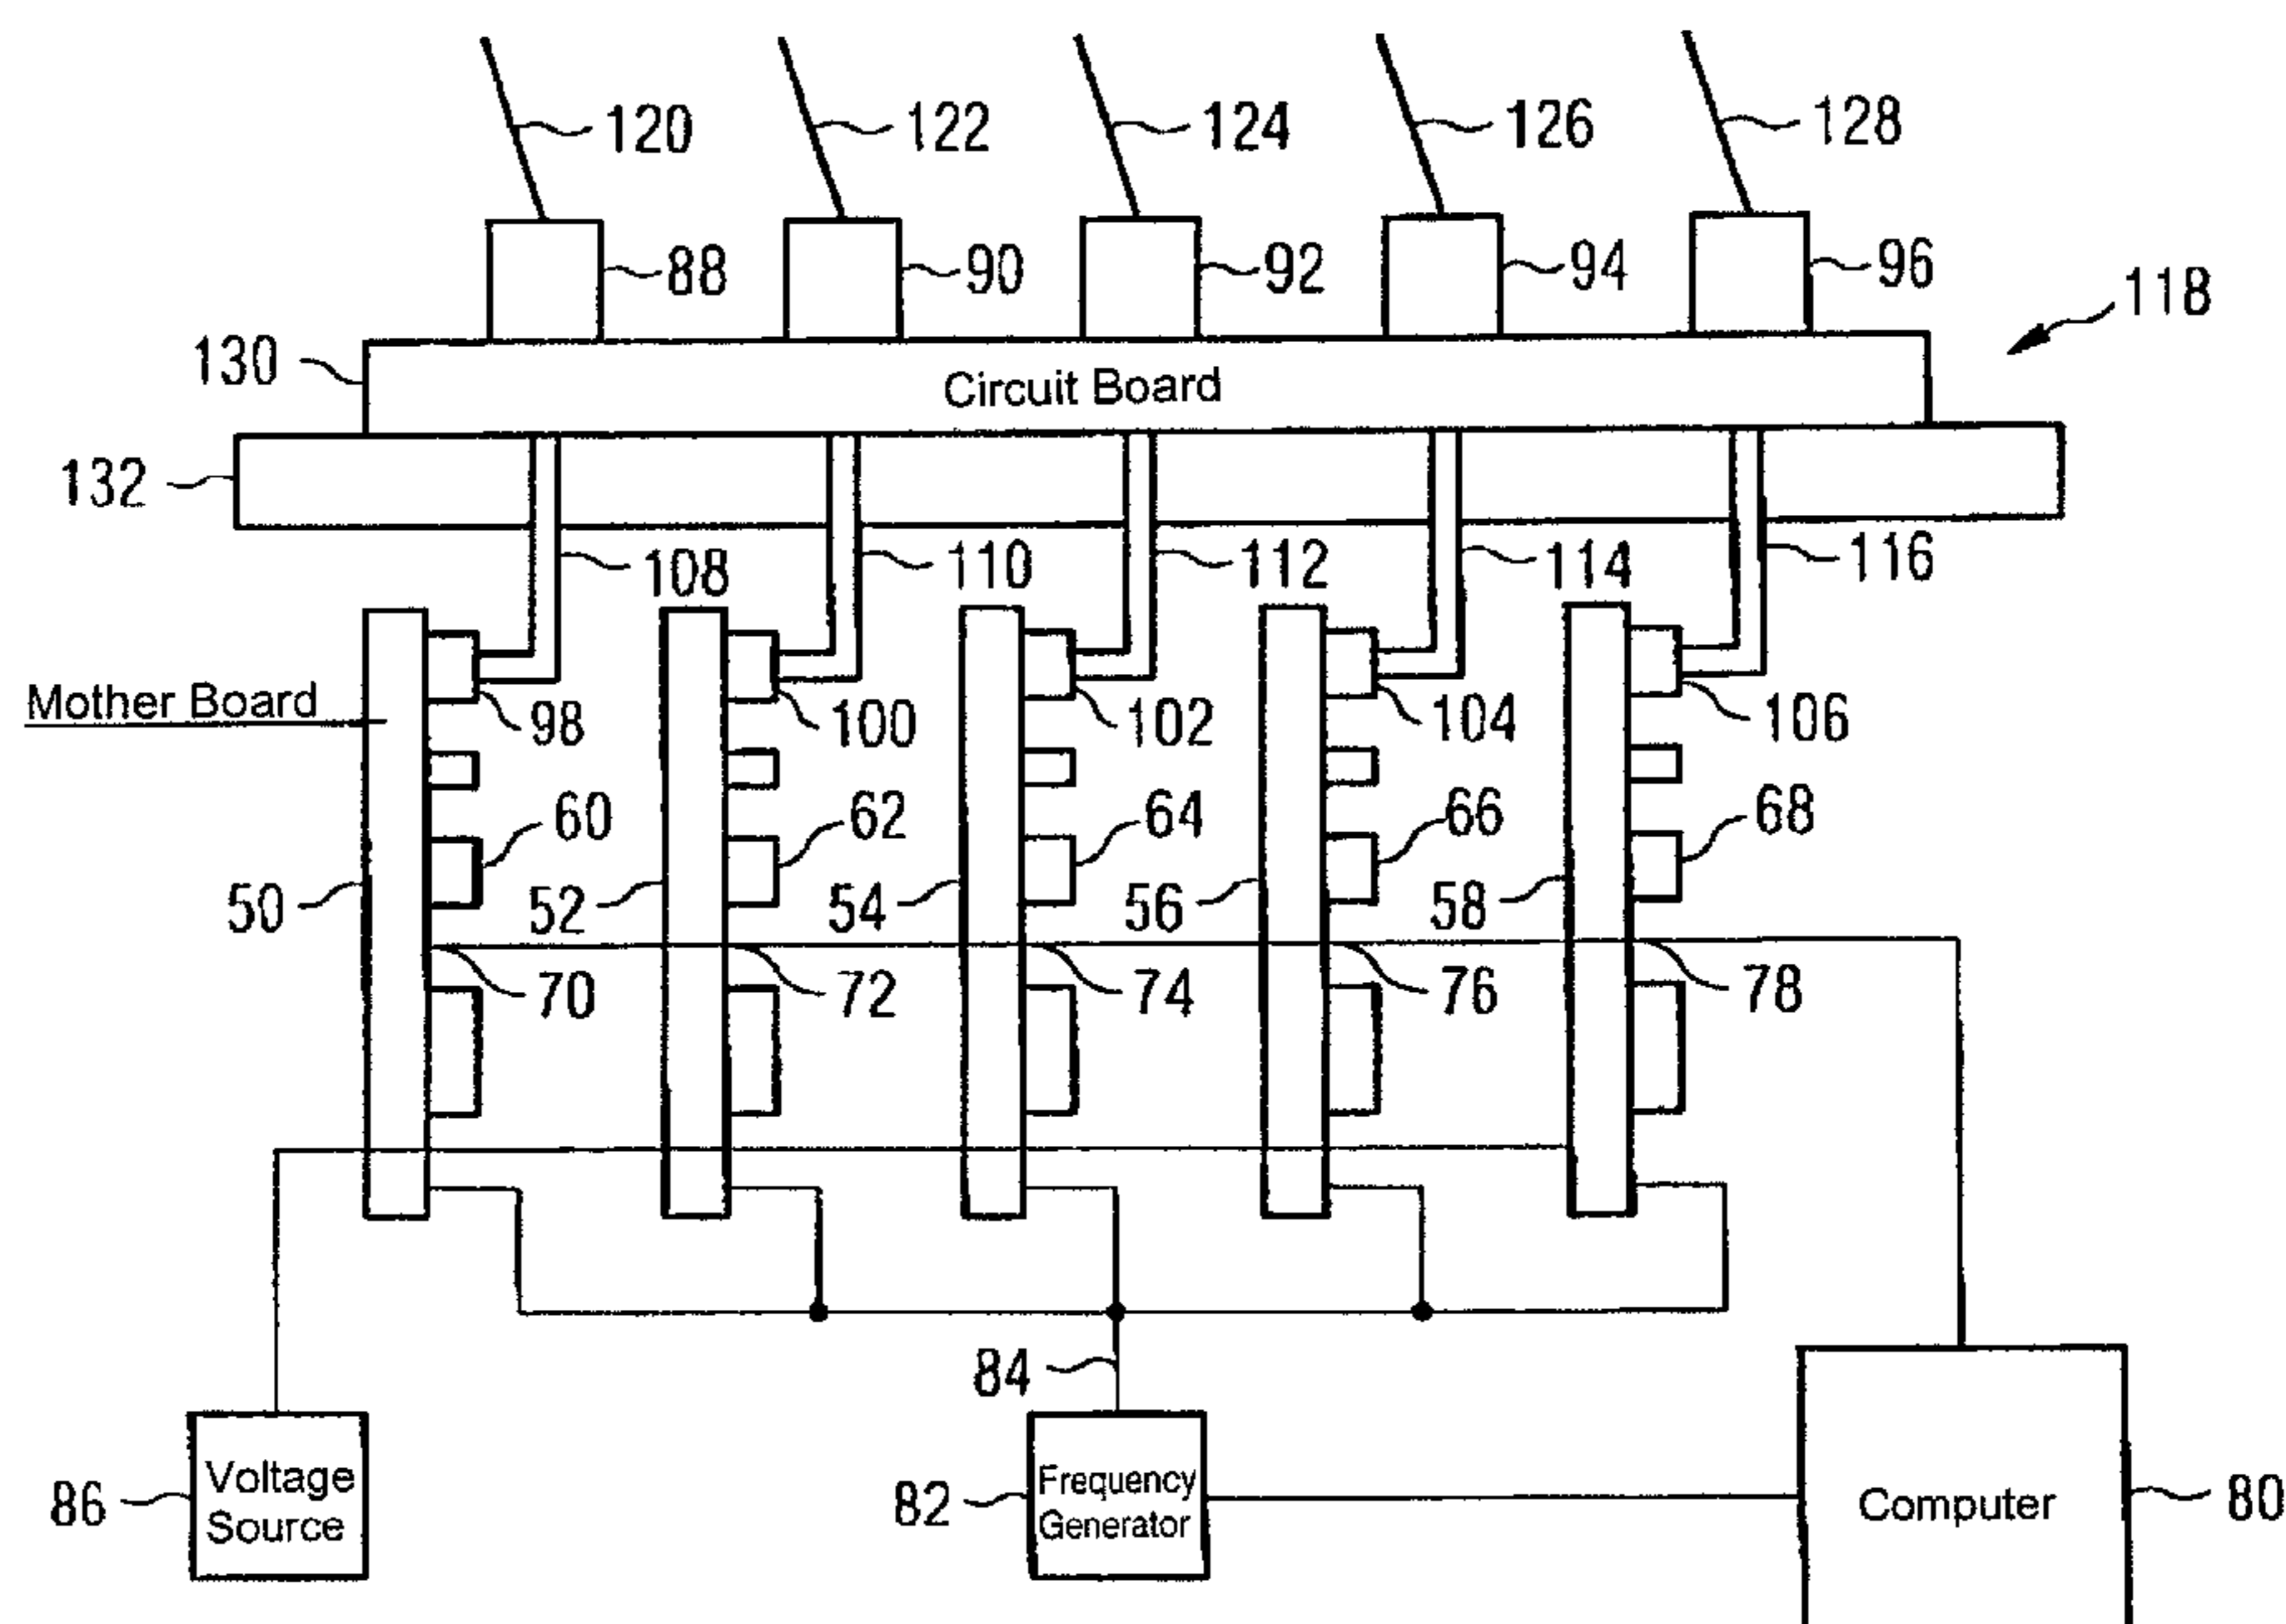 120 122 124 126 128
88 90 92 94 96
118
130 Circuit Board
132
108 110 112 114 116
Mother Board
98 100 102 104 106
60 62 64 66 68
50 52 54 56 58
70 72 74 76 78
84
86 Voltage
Source
82 Frequency
Generator
Computer 80